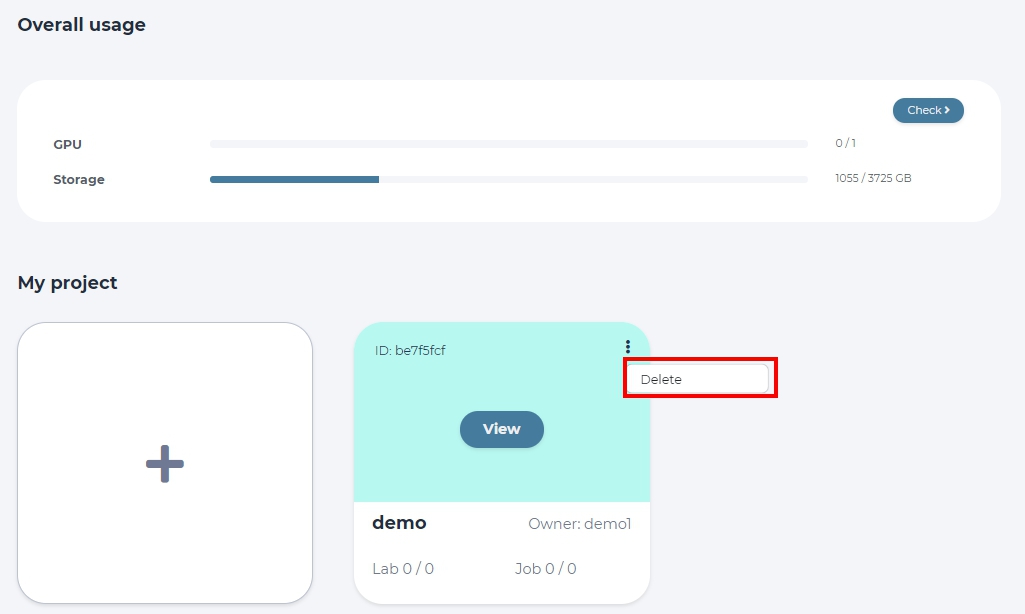 Overall usage
Check
GPU
0 / 1
Storage
1055 / 3725 GB
My project
ID: be7f5fcf
Delete
View
demo
Owner: demo1
Lab 0 / 0
Job 0 / 0